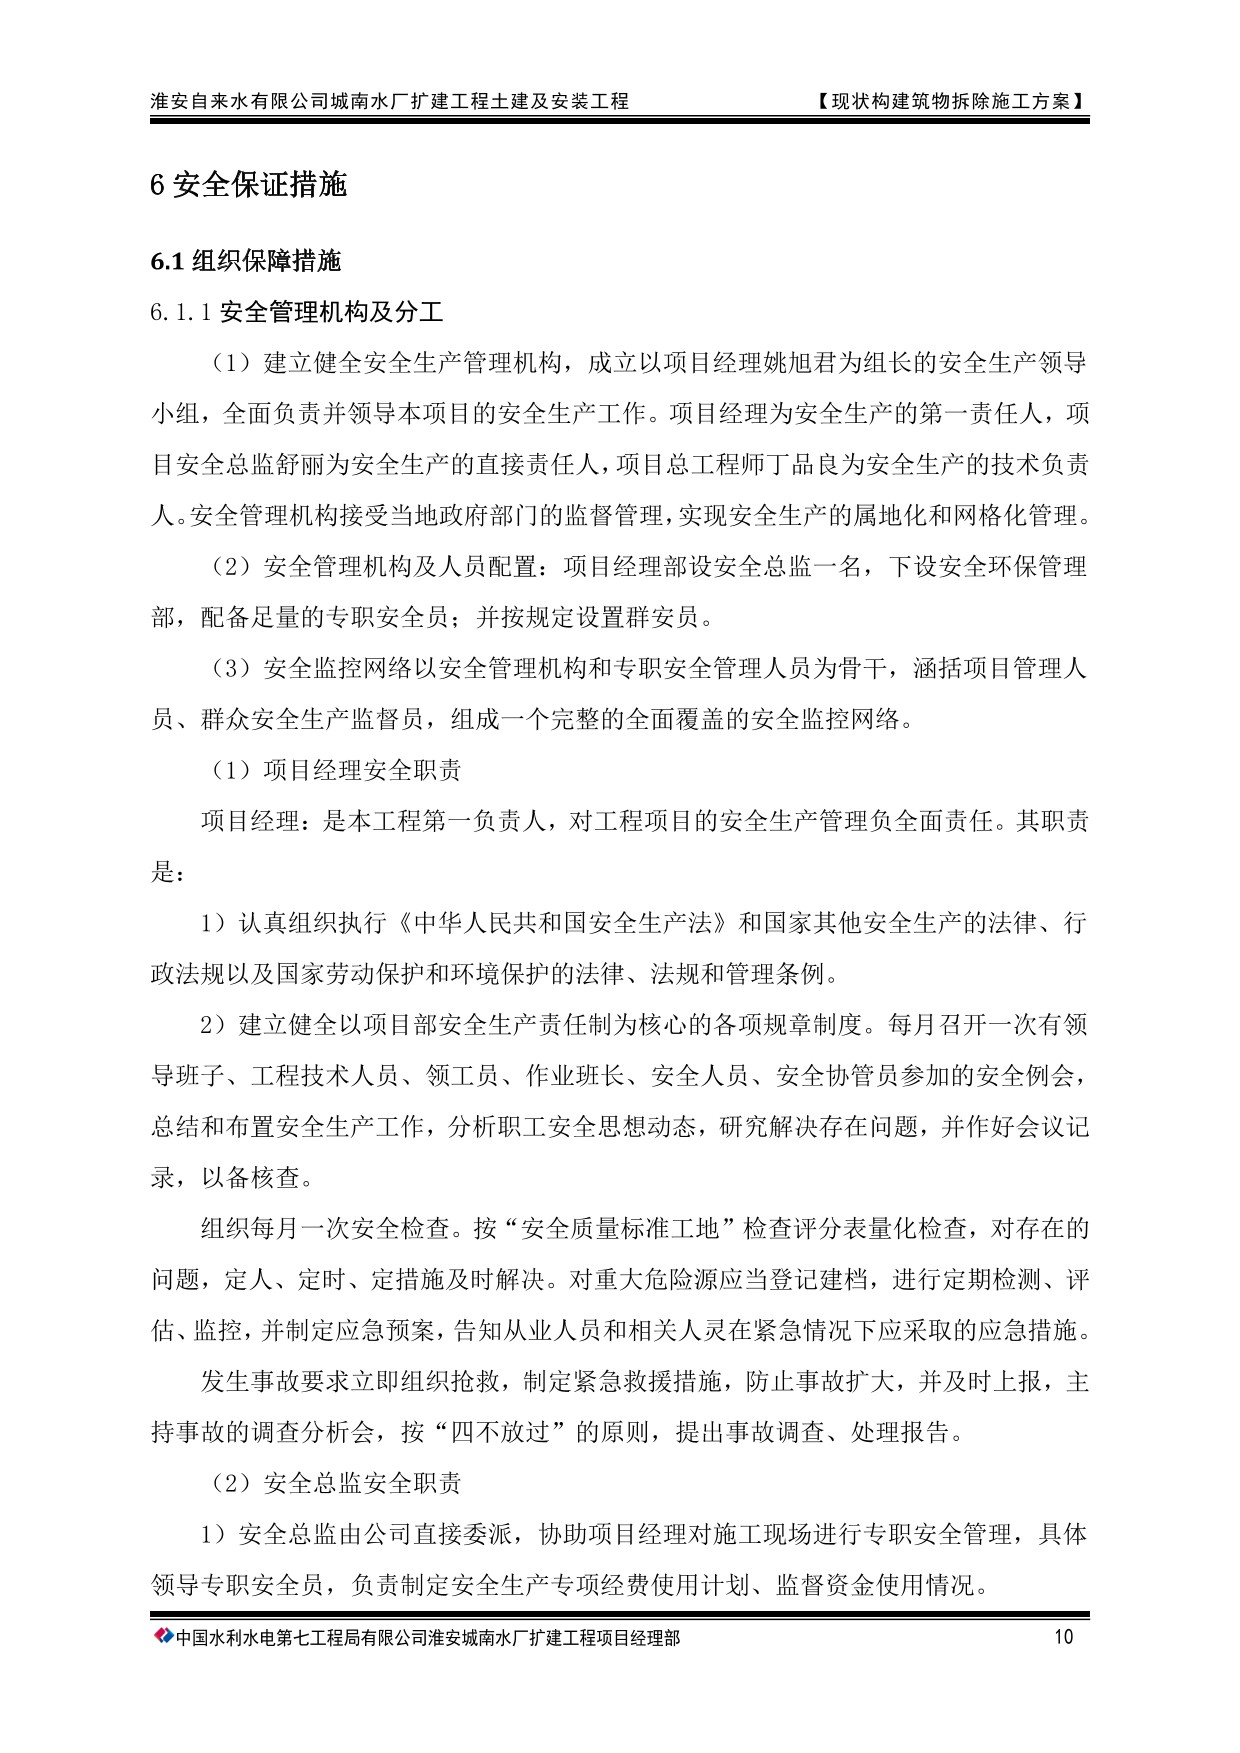 淮安自来水有限公司城南水厂扩建工程土建及安装工程 【现状构建筑物拆除施工方案】
6 安全保证措施
6.1 组织保障措施
6.1.1 安全管理机构及分工
（1）建立健全安全生产管理机构，成立以项目经理姚旭君为组长的安全生产领导
小组，全面负责并领导本项目的安全生产工作。项目经理为安全生产的第一责任人，项
目安全总监舒丽为安全生产的直接责任人，项目总工程师丁品良为安全生产的技术负责
人。安全管理机构接受当地政府部门的监督管理，实现安全生产的属地化和网格化管理。
（2）安全管理机构及人员配置：项目经理部设安全总监一名，下设安全环保管理
部，配备足量的专职安全员；并按规定设置群安员。
（3）安全监控网络以安全管理机构和专职安全管理人员为骨干，涵括项目管理人
员、群众安全生产监督员，组成一个完整的全面覆盖的安全监控网络。
（1）项目经理安全职责
项目经理：是本工程第一负责人，对工程项目的安全生产管理负全面责任。其职责
是：
1）认真组织执行《中华人民共和国安全生产法》和国家其他安全生产的法律、行
政法规以及国家劳动保护和环境保护的法律、法规和管理条例。
2）建立健全以项目部安全生产责任制为核心的各项规章制度。每月召开一次有领
导班子、工程技术人员、领工员、作业班长、安全人员、安全协管员参加的安全例会，
总结和布置安全生产工作，分析职工安全思想动态，研究解决存在问题，并作好会议记
录，以备核查。
组织每月一次安全检查。按“安全质量标准工地”检查评分表量化检查，对存在的
问题，定人、定时、定措施及时解决。对重大危险源应当登记建档，进行定期检测、评
估、监控，并制定应急预案，告知从业人员和相关人灵在紧急情况下应采取的应急措施。
发生事故要求立即组织抢救，制定紧急救援措施，防止事故扩大，并及时上报，主
持事故的调查分析会，按“四不放过”的原则，提出事故调查、处理报告。
（2）安全总监安全职责
1）安全总监由公司直接委派，协助项目经理对施工现场进行专职安全管理，具体
领导专职安全员，负责制定安全生产专项经费使用计划、监督资金使用情况。
中国水利水电第七工程局有限公司淮安城南水厂扩建工程项目经理部 10